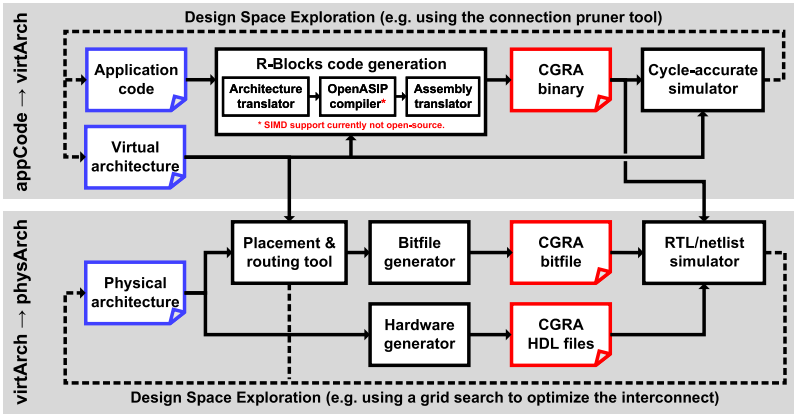 Design Space Exploration (e.g. using the connection pruner tool)
appCode → virtArch
Application
code
R-Blocks code generation
Architecture
translator
OpenASIP
compiler*
Assembly
translator
* SIMD support currently not open-source.
CGRA
binary
Cycle-accurate
simulator
Virtual
architecture
virtArch → physArch
Placement &
routing tool
Bitfile
generator
CGRA
bitfile
RTL/netlist
simulator
Physical
architecture
Hardware
generator
CGRA
HDL files
Design Space Exploration (e.g. using a grid search to optimize the interconnect)